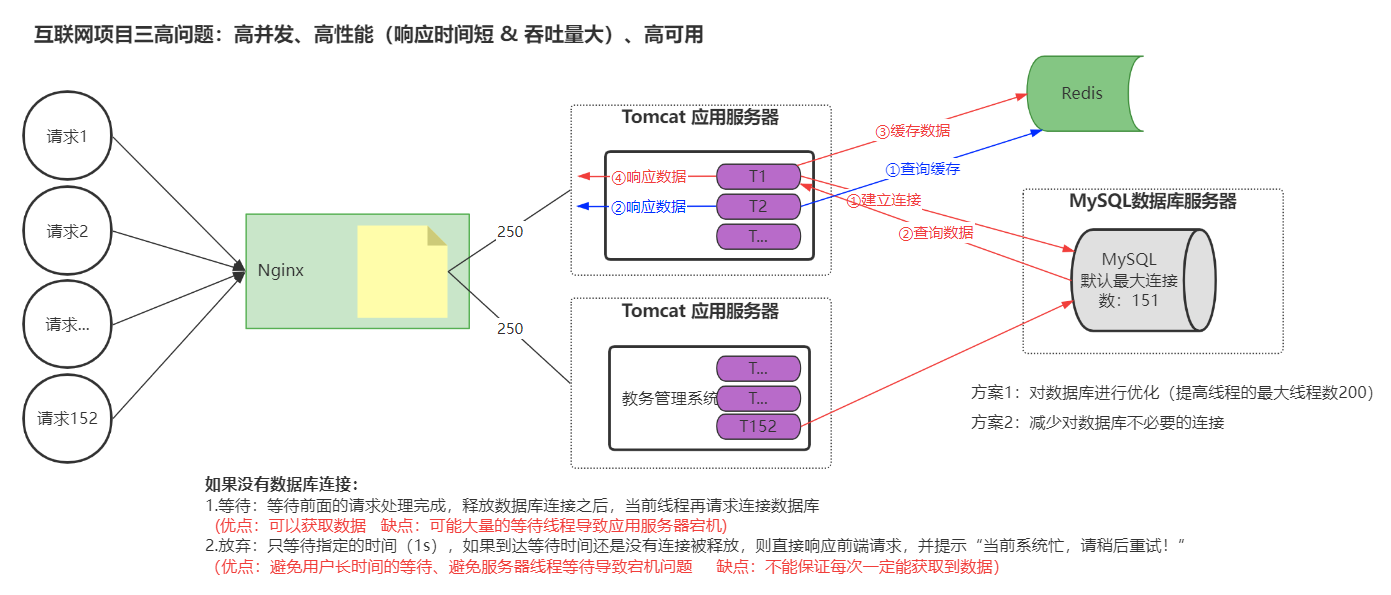 互联网项目三高问题：高并发、高性能（响应时间短 & 吞吐量大）、高可用
请求1
请求2
请求...
请求152
Nginx
250
250
Tomcat 应用服务器
T1
T2
T...
④响应数据
②响应数据
③缓存数据
①查询缓存
①建立连接
②查询数据
Redis
MySQL数据库服务器
MySQL
默认最大连接
数：151
Tomcat 应用服务器
教务管理系统
T...
T...
T152
方案1：对数据库进行优化（提高线程的最大线程数200）
方案2：减少对数据库不必要的连接
如果没有数据库连接：
1.等待：等待前面的请求处理完成，释放数据库连接之后，当前线程再请求连接数据库
（优点：可以获取数据 缺点：可能大量的等待线程导致应用服务器宕机）
2.放弃：只等待指定的时间（1s），如果到达等待时间还是没有连接被释放，则直接响应前端请求，并提示“当前系统忙，请稍后重试！“
（优点：避免用户长时间的等待、避免服务器线程等待导致宕机问题 缺点：不能保证每次一定能获取到数据）